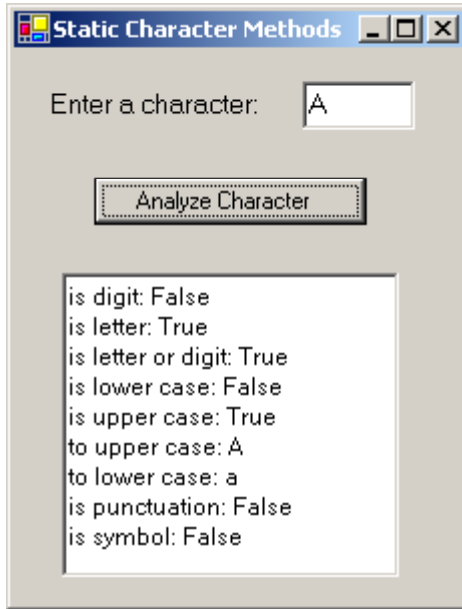 Static Character Methods
Enter a character: A
Analyze Character
is digit: False
is letter: True
is letter or digit: True
is lower case: False
is upper case: True
to upper case: A
to lower case: a
is punctuation: False
is symbol: False